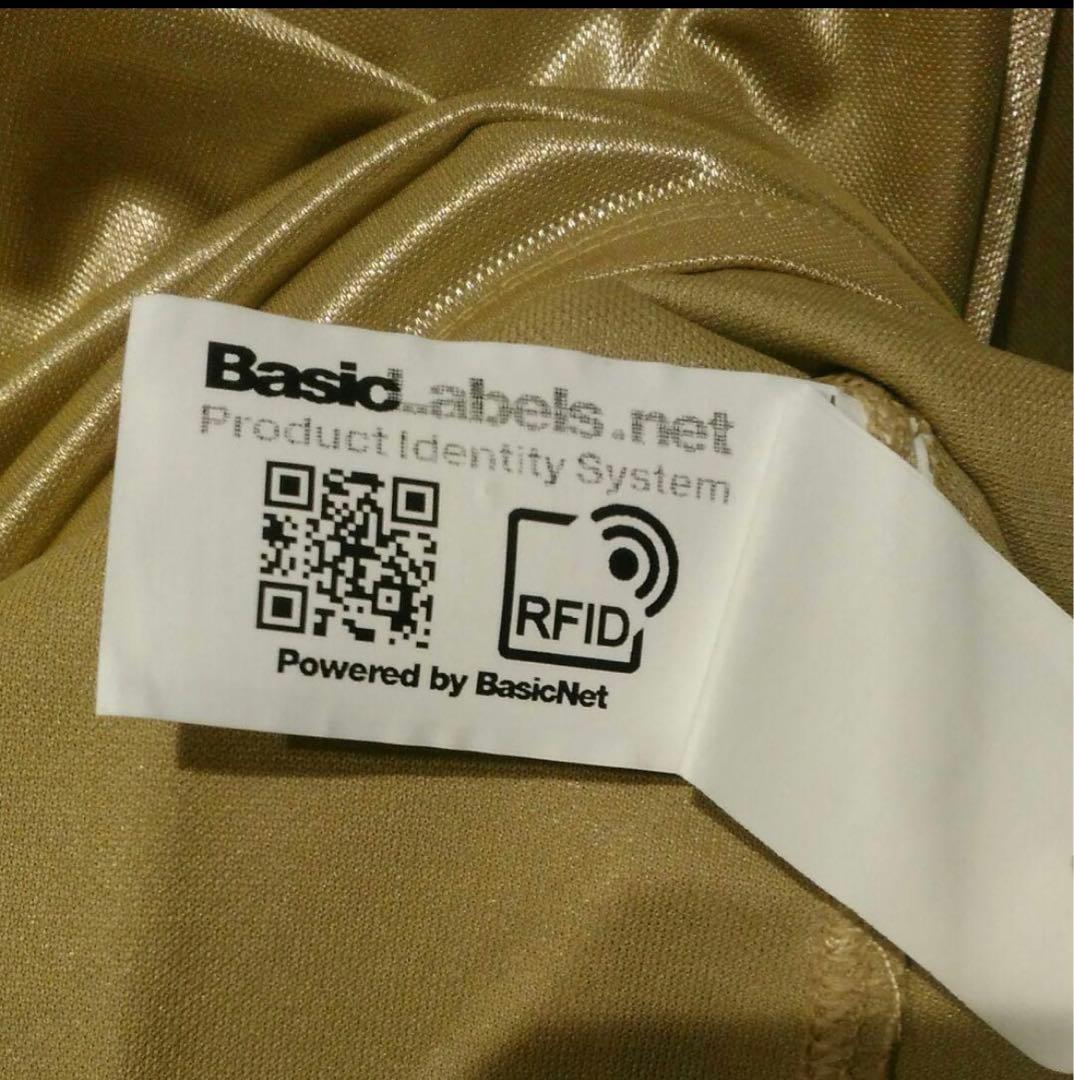 BasicLabels.net
Product Identity System
RFID
Powered by BasicNet